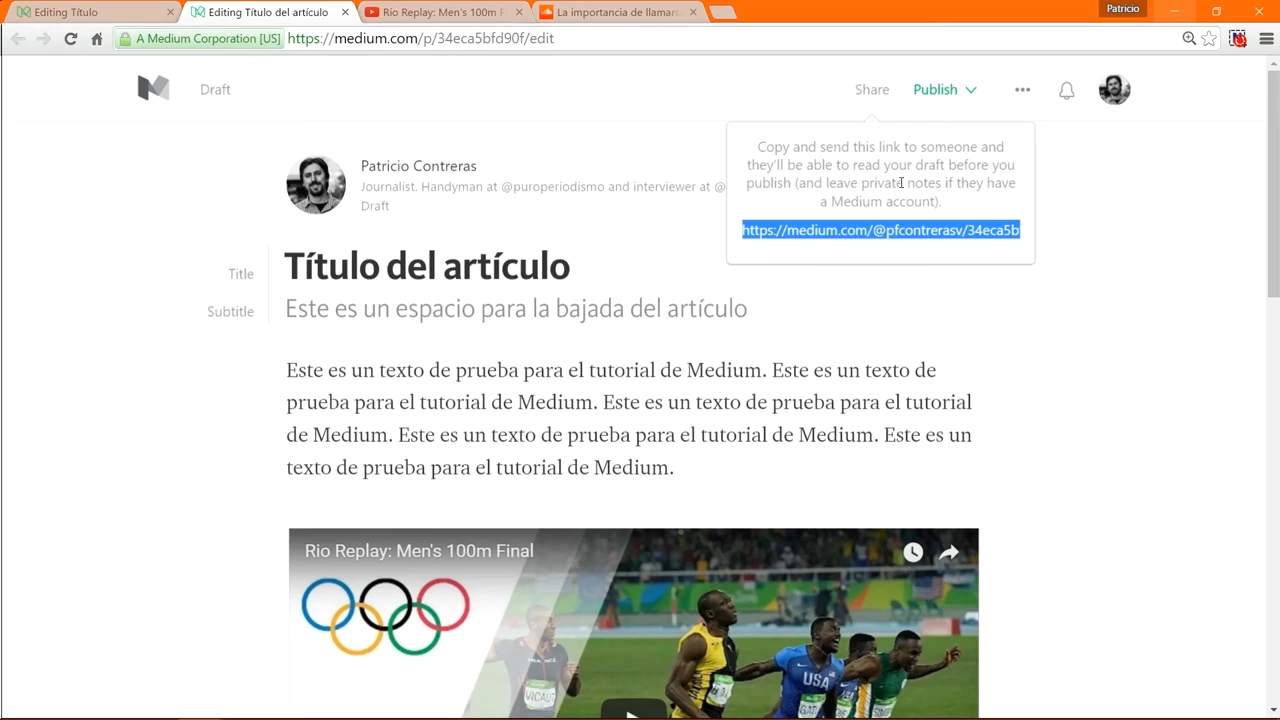 Editing Título
Editing Título del artículo
Rio Replay: Men's 100m F
La importancia de llamars
Patricio
A Medium Corporation [US]
https://medium.com/p/34eca5bfd90f/edit
Draft
Share
Publish
Copy and send this link to someone and
they'll be able to read your draft before you
publish (and leave private notes if they have
a Medium account).
https://medium.com/@pfcontrerasv/34eca5b
Patricio Contreras
Journalist. Handyman at @puroperiodismo and interviewer at @
Draft
Title
Título del artículo
Subtitle
Este es un espacio para la bajada del artículo
Este es un texto de prueba para el tutorial de Medium. Este es un texto de
prueba para el tutorial de Medium. Este es un texto de prueba para el tutorial
de Medium. Este es un texto de prueba para el tutorial de Medium. Este es un
texto de prueba para el tutorial de Medium.
Rio Replay: Men's 100m Final
VICAUT
USA